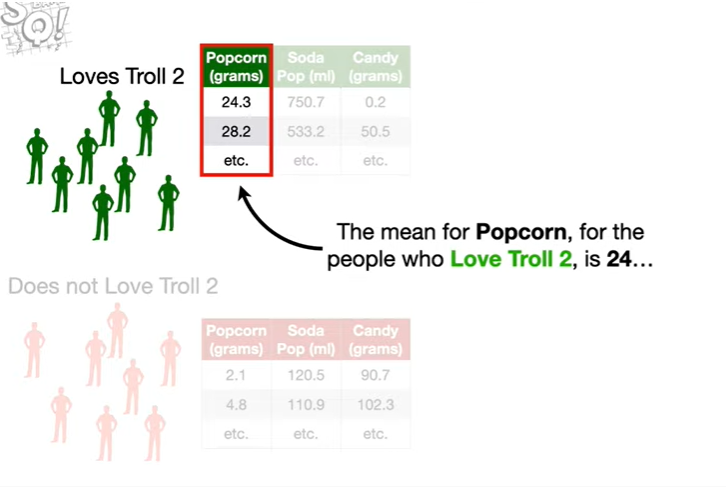 SQ!
Loves Troll 2
Popcorn (grams) Soda Pop (ml) Candy (grams)
24.3 750.7 0.2
28.2 533.2 50.5
etc. etc. etc.
The mean for Popcorn, for the
people who Love Troll 2, is 24…
Does not Love Troll 2
Popcorn (grams) Soda Pop (ml) Candy (grams)
2.1 120.5 90.7
4.8 110.9 102.3
etc. etc. etc.